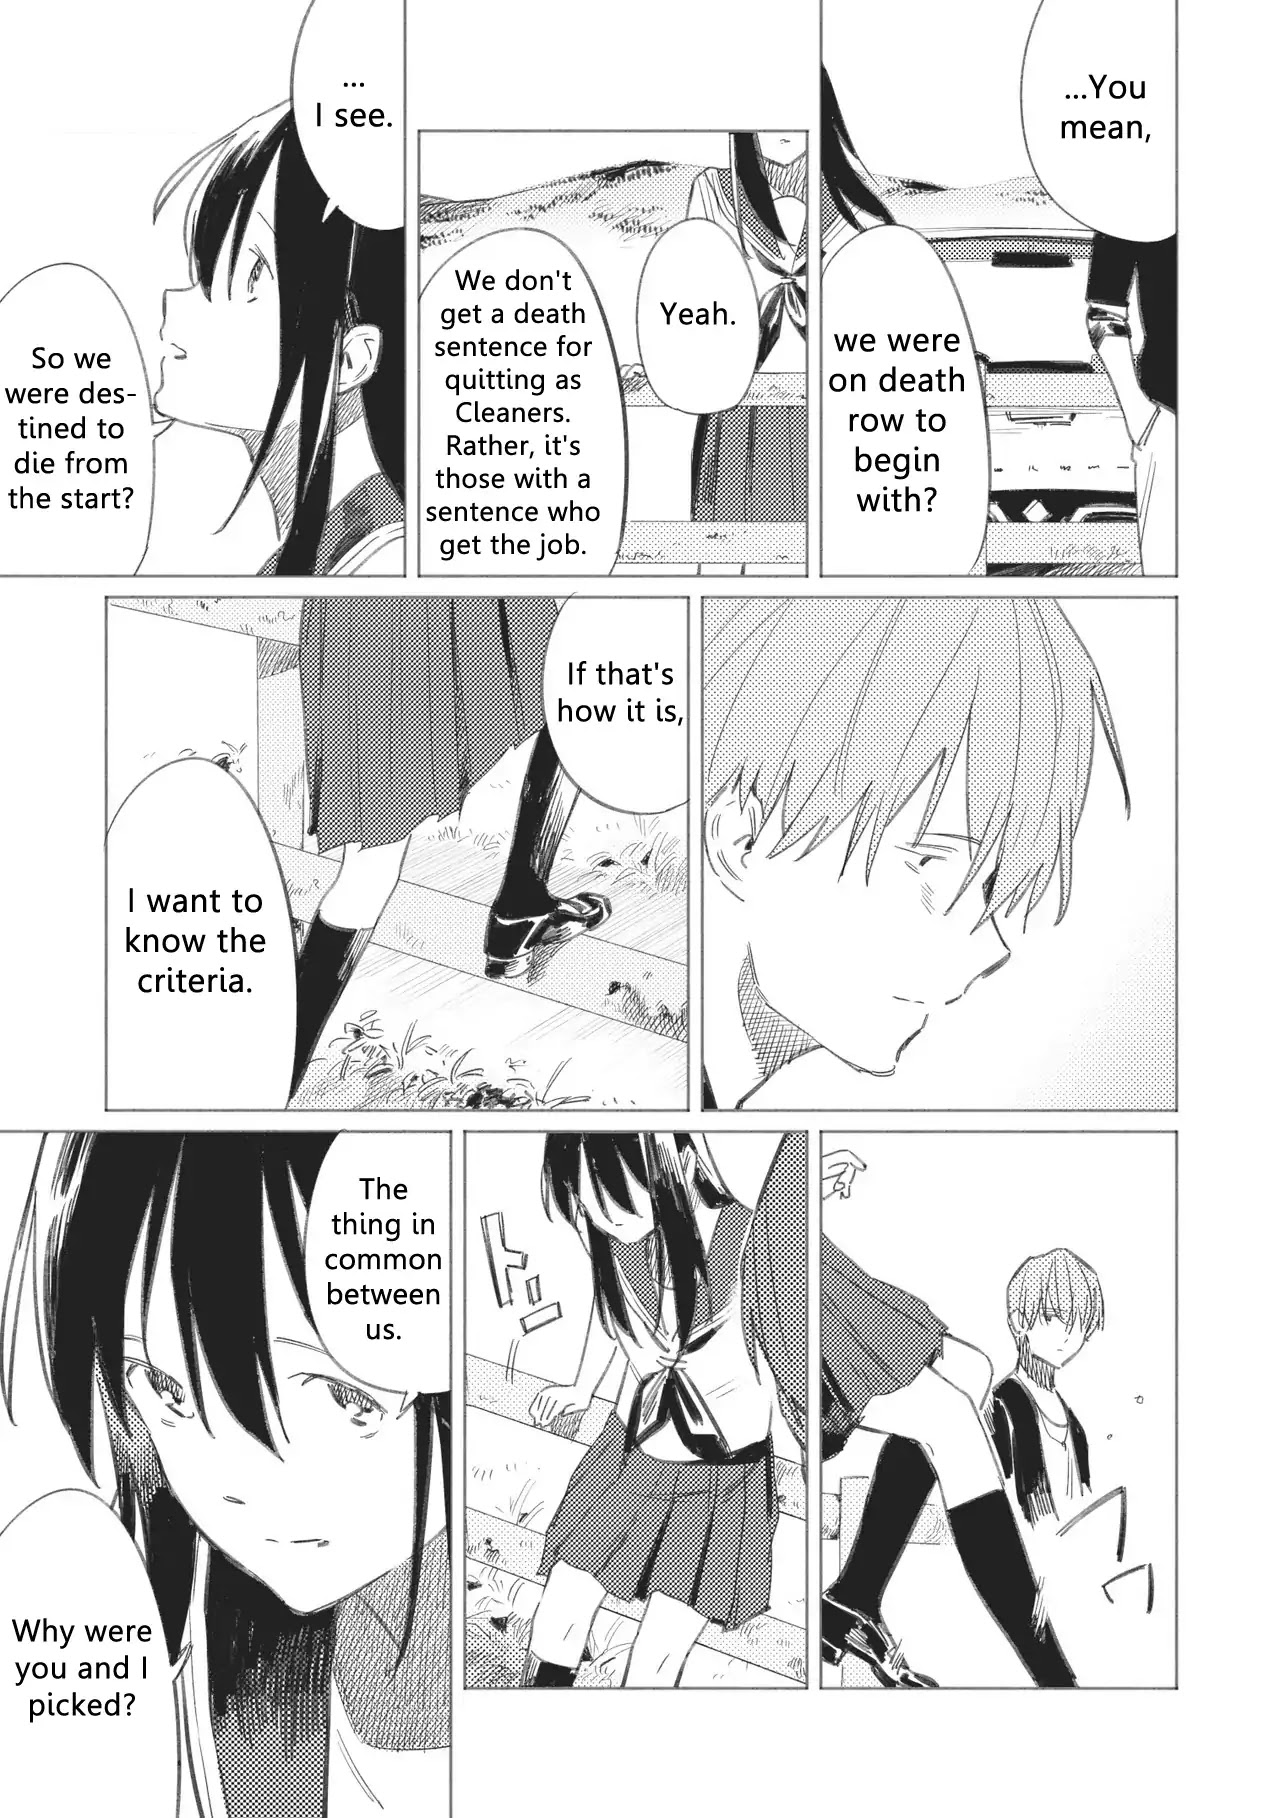 ...You
mean,
we were
on death
row to
begin
with?
Yeah.
We don't
get a death
sentence for
quitting as
Cleaners.
Rather, it's
those with a
sentence who
get the job.
...
I see.
So we
were des-
tined to
die from
the start?
If that's
how it is,
I want to
know the
criteria.
トン
The
thing in
common
between
us.
Why were
you and I
picked?